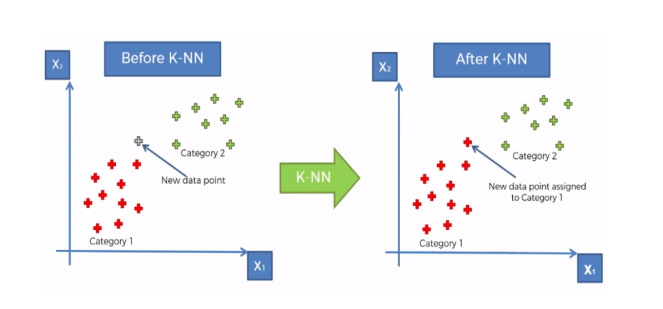 Before K-NN
X₂
Category 2
New data point
Category 1
X₁
K-NN
After K-NN
X₂
Category 2
New data point assigned
to Category 1
Category 1
X₁